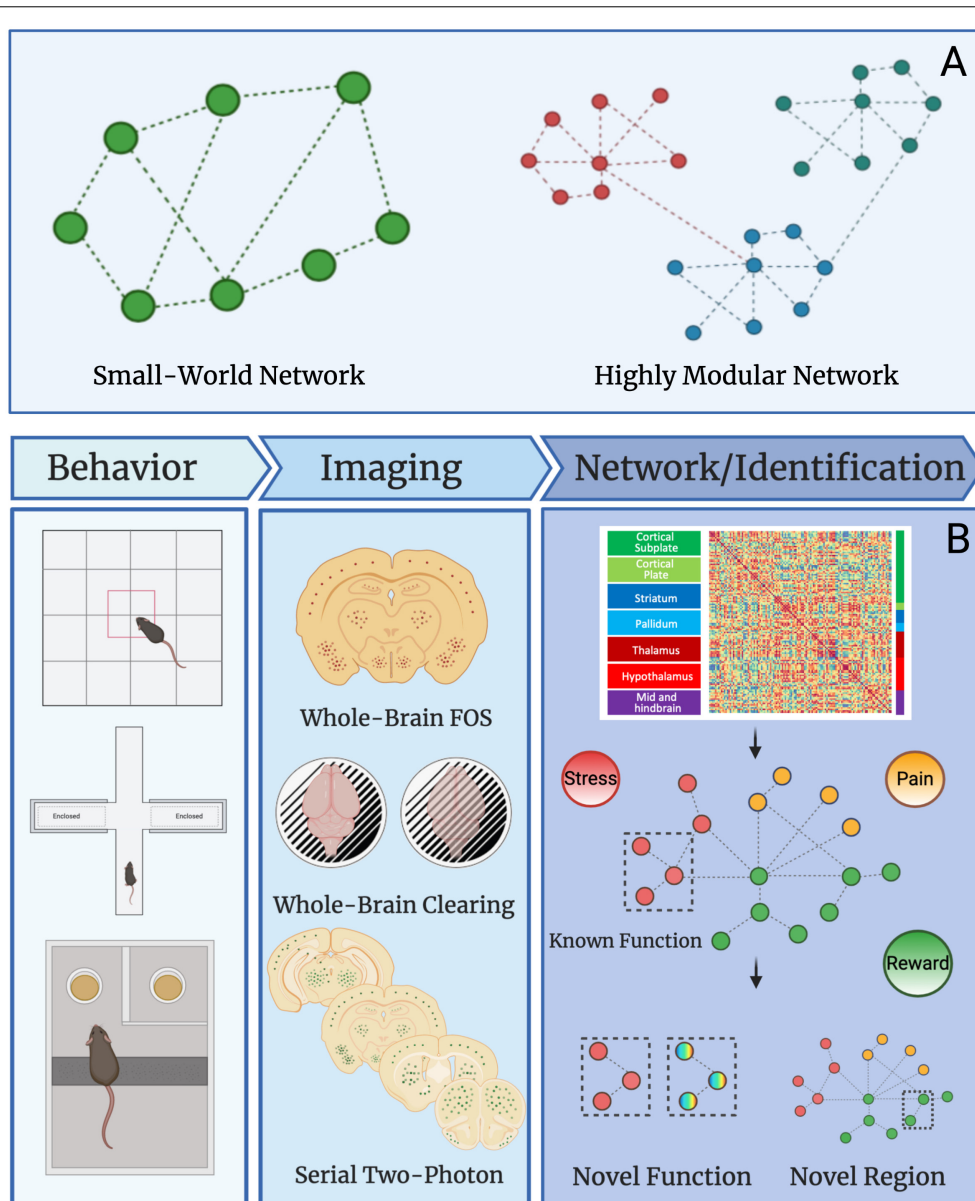 A
Small-World Network
Highly Modular Network
Behavior
Imaging
Network/Identification
B
Enclosed
Enclosed
Whole-Brain FOS
Whole-Brain Clearing
Serial Two-Photon
Cortical
Subplate
Cortical
Plate
Striatum
Pallidum
Thalamus
Hypothalamus
Mid and
hindbrain
Stress
Pain
Known Function
Reward
Novel Function
Novel Region